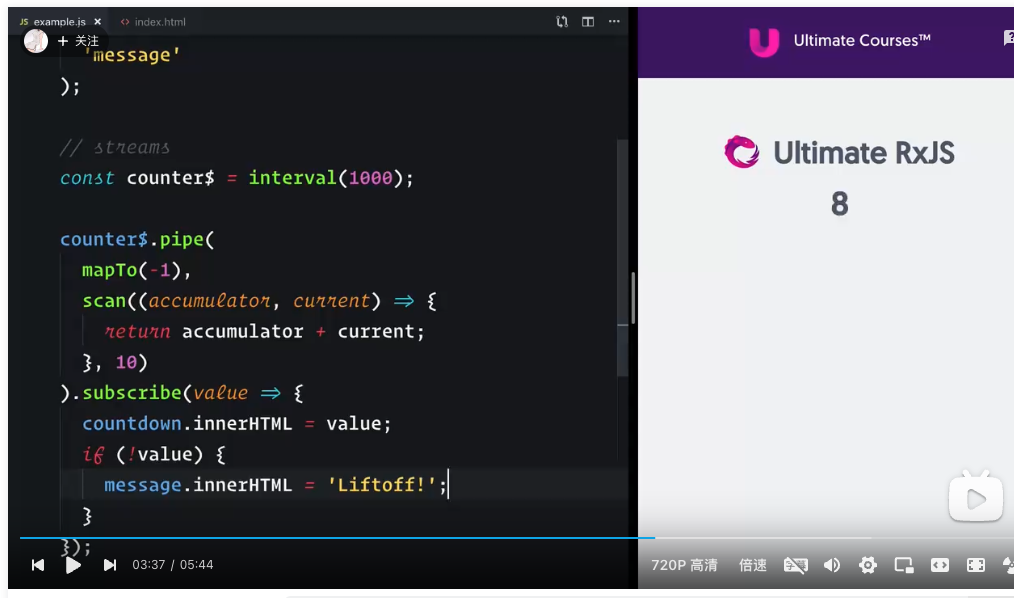 JS example.js ×
<> index.html
+ 关注
'message'
);
// streams
const counter$ = interval(1000);
counter$.pipe(
mapTo(-1),
scan((accumulator, current) => {
return accumulator + current;
}, 10)
).subscribe(value => {
countdown.innerHTML = value;
if (!value) {
message.innerHTML = 'Liftoff!';
}
});
03:37 / 05:44
720P 高清
倍速
Ultimate Courses™
Ultimate RxJS
8